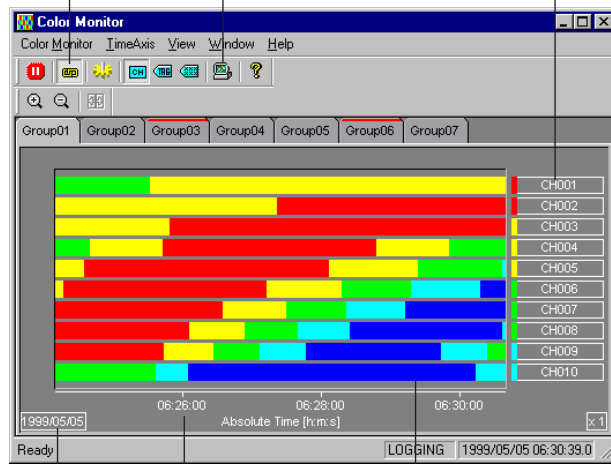 Color Monitor
Color Monitor TimeAxis View Window Help
CH TAG
Group01 Group02 Group03 Group04 Group05 Group06 Group07
CH001
CH002
CH003
CH004
CH005
CH006
CH007
CH008
CH009
CH010
06:26:00 06:28:00 06:30:00
1999/05/05 Absolute Time [h:m:s] x 1
Ready LOGGING 1999/05/05 06:30:39.0